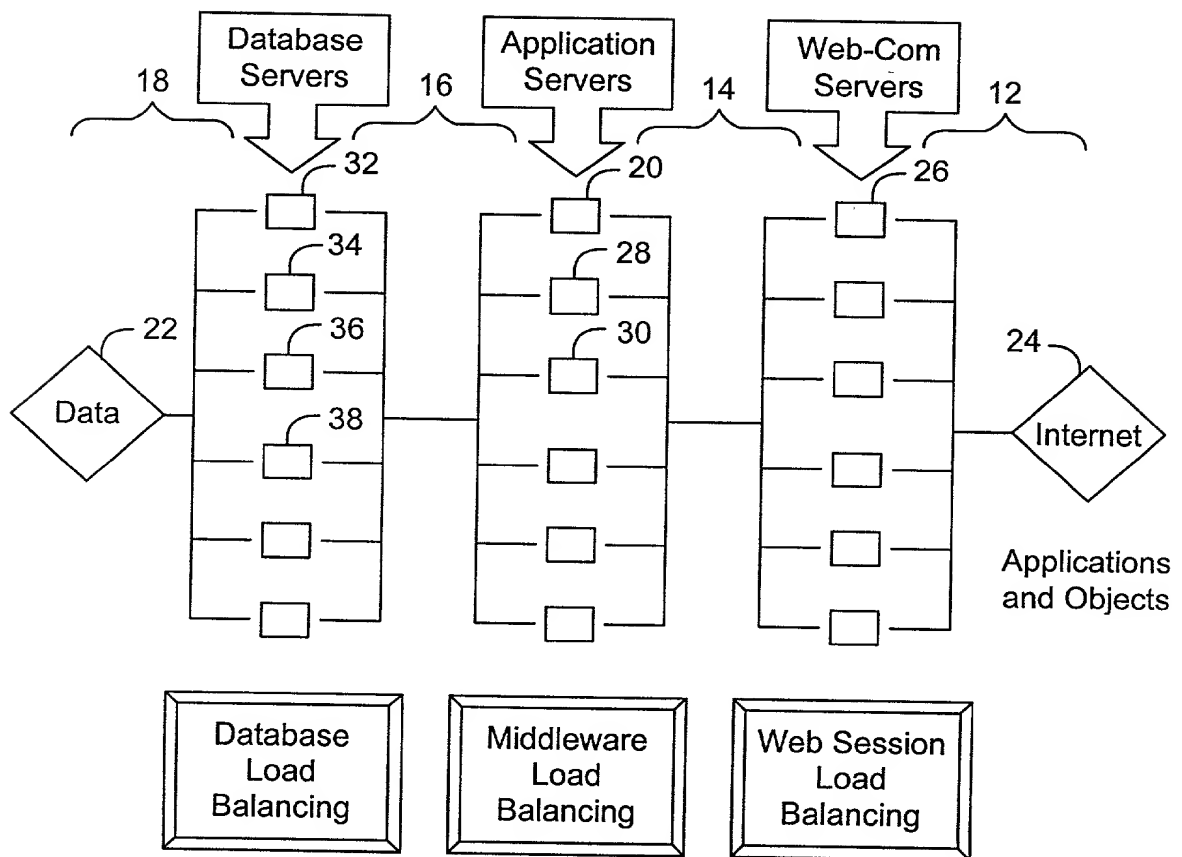 Database
Servers
Application
Servers
Web-Com
Servers
18
16
14
12
32
20
26
34
28
22
36
30
24
Data
38
Internet
Applications
and Objects
Database
Load
Balancing
Middleware
Load
Balancing
Web Session
Load
Balancing